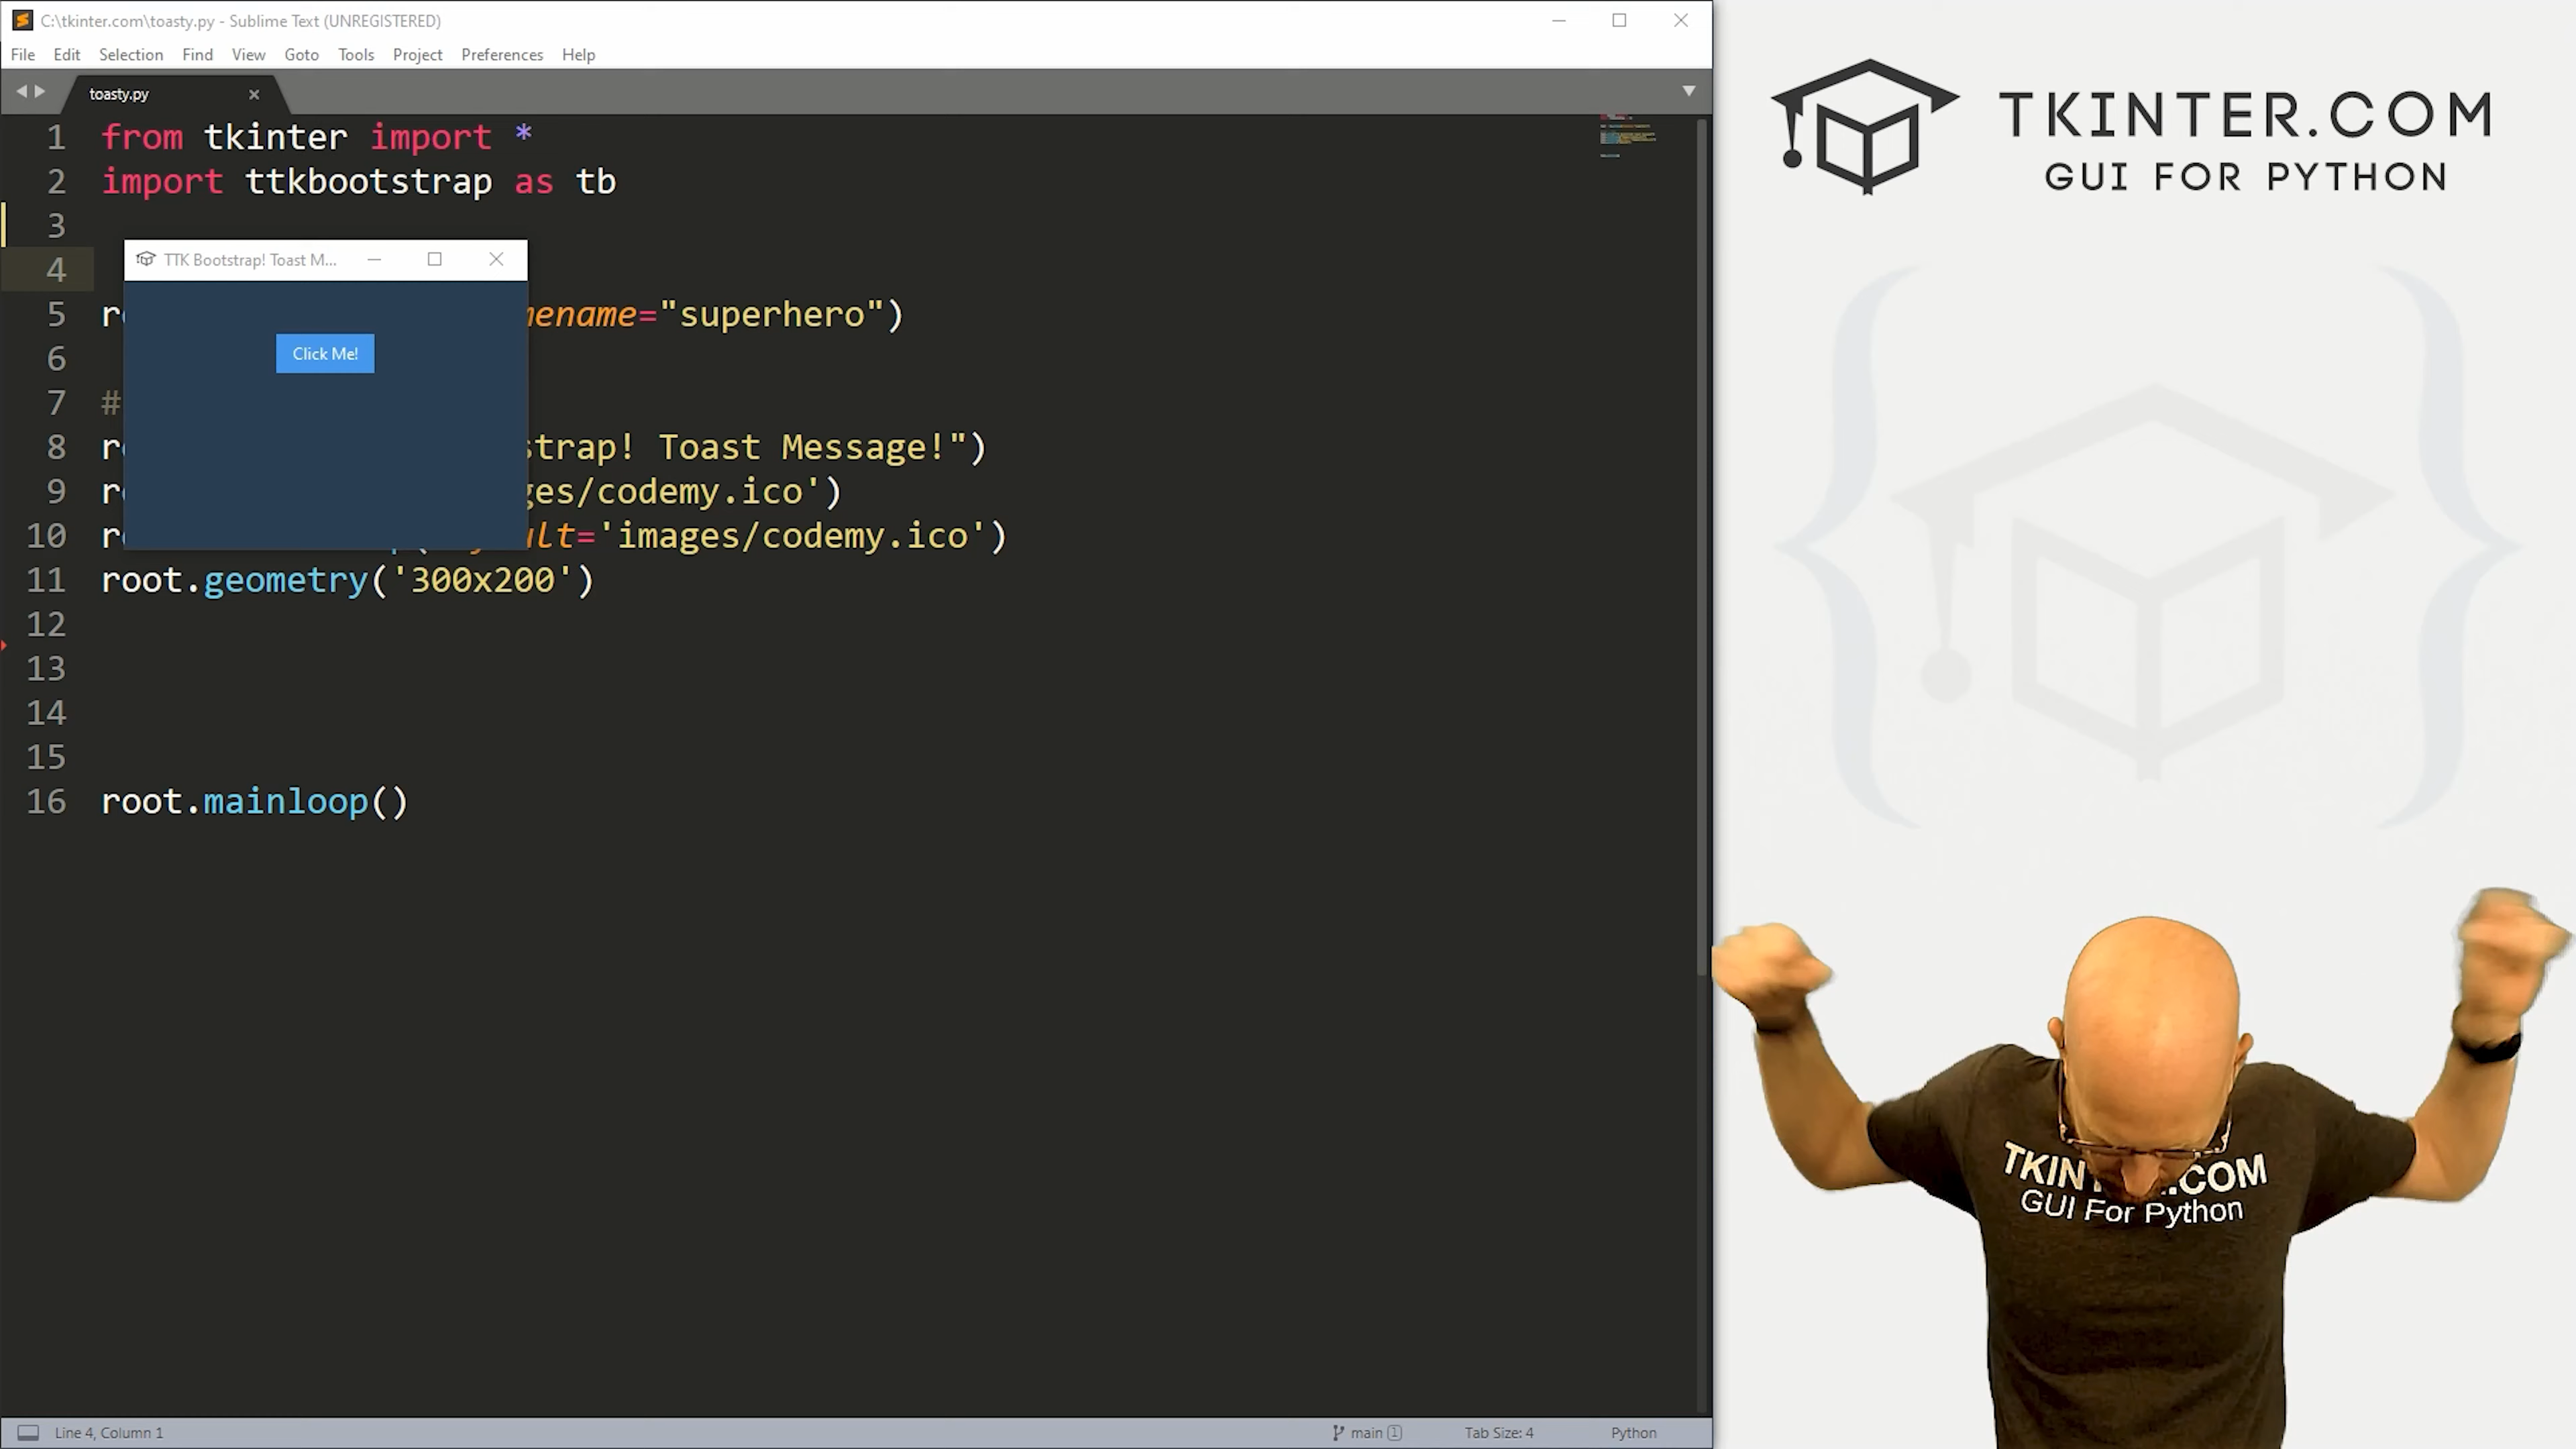 C:\tkinter.com\toasty.py - Sublime Text (UNREGISTERED)
File Edit Selection Find View Goto Tools Project Preferences Help
toasty.py
1 from tkinter import *
2 import ttkbootstrap as tb
3
4
TTK Bootstrap! Toast M...
5 "superhero")
Click Me!
6
7 #
8 Toast Message!")
9 /codemy.ico')
10 ='images/codemy.ico')
11 root.geometry('300x200')
12
13
14
15
16 root.mainloop()
Line 4, Column 1
main 1
Tab Size: 4
Python
TKINTER.COM
GUI FOR PYTHON
.COM
GUI For Python